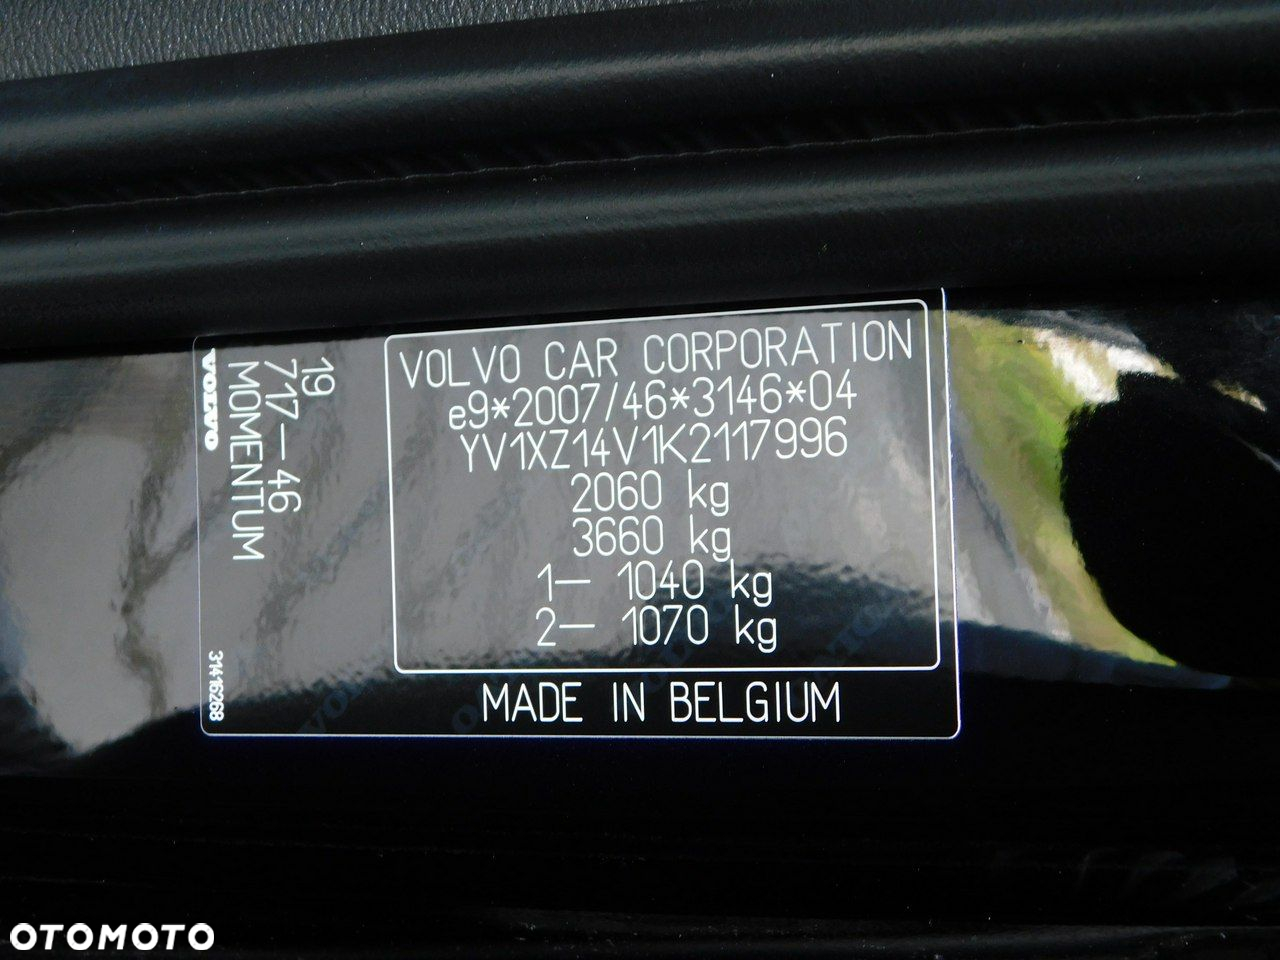 VOLVO
19
717-46
MOMENTUM
31416268
VOLVO CAR CORPORATION
e9*2007/46*3146*04
YV1XZ14V1K2117996
2060 kg
3660 kg
1- 1040 kg
2- 1070 kg
MADE IN BELGIUM
OTOMOTO